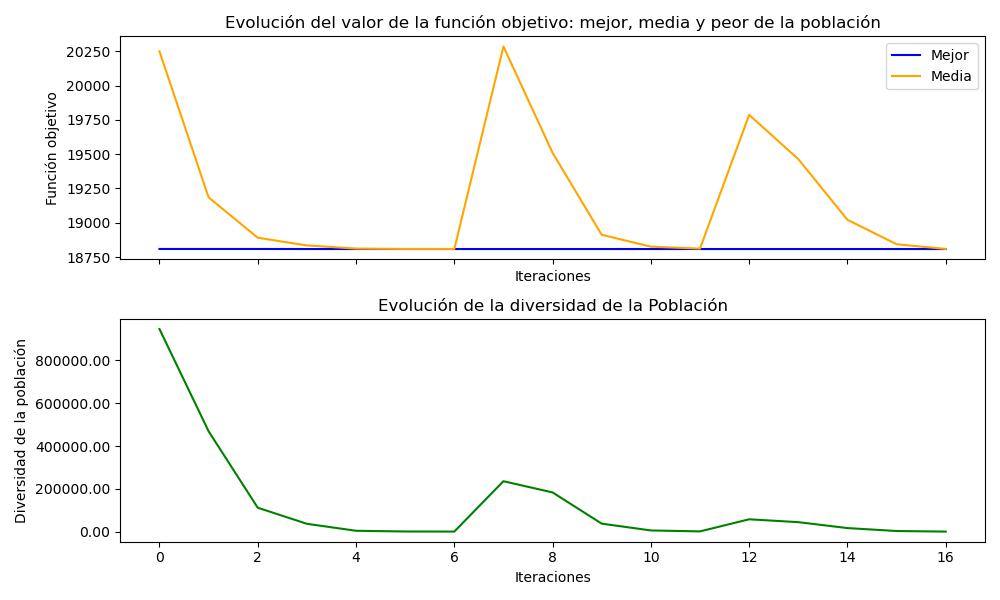 Evolución del valor de la función objetivo: mejor, media y peor de la población
Función objetivo
20250
20000
19750
19500
19250
19000
18750
Mejor
Media
Iteraciones
Evolución de la diversidad de la Población
Diversidad de la población
800000.00
600000.00
400000.00
200000.00
0.00
0 2 4 6 8 10 12 14 16
Iteraciones